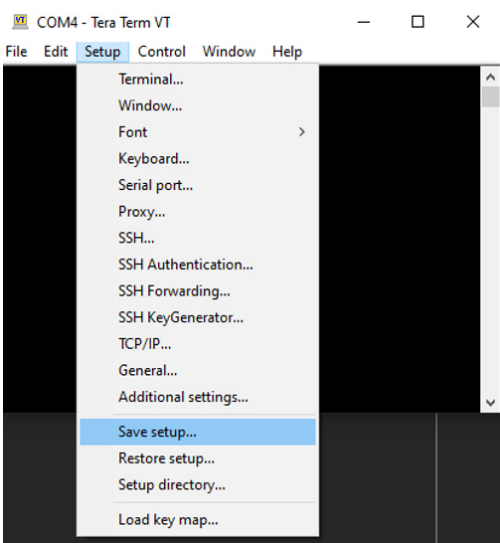 VT COM4 - Tera Term VT
File Edit Setup Control Window Help
Terminal...
Window...
Font
Keyboard...
Serial port...
Proxy...
SSH...
SSH Authentication...
SSH Forwarding...
SSH KeyGenerator...
TCP/IP...
General...
Additional settings...
Save setup...
Restore setup...
Setup directory...
Load key map...